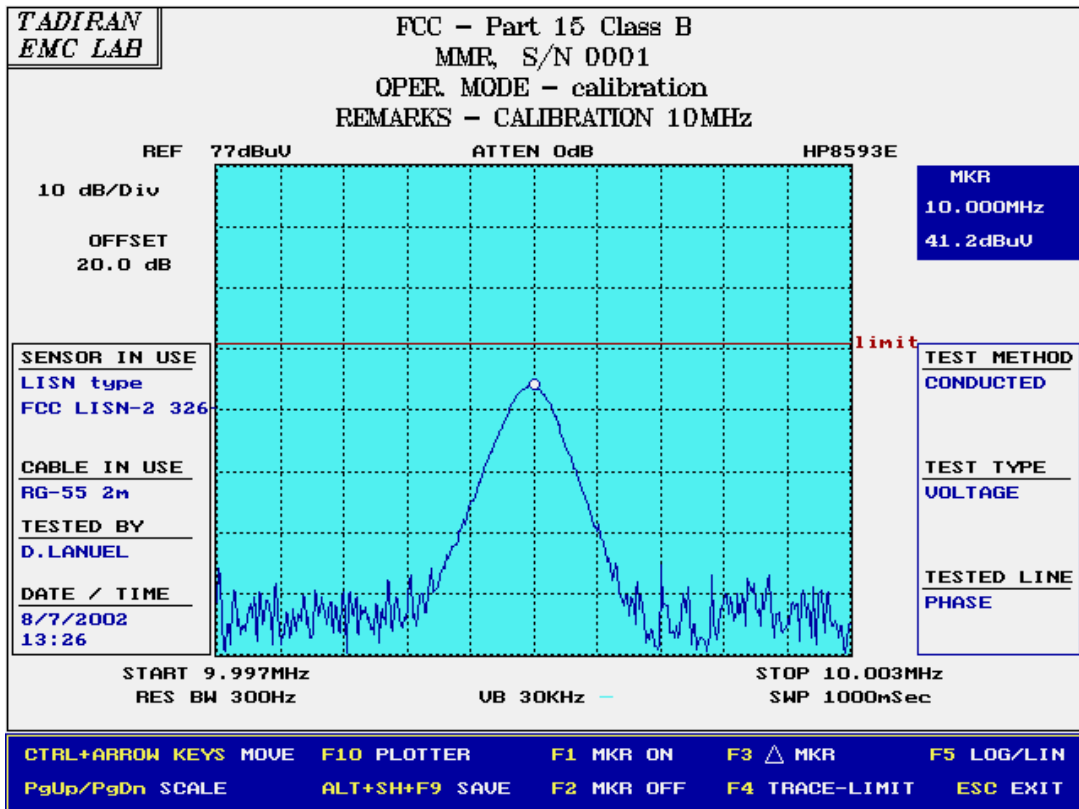 TADIRAN
EMC LAB
FCC – Part 15 Class B
MMR, S/N 0001
OPER. MODE – calibration
REMARKS – CALIBRATION 10MHz
REF 77dBuV ATTEN 0dB HP8593E
10 dB/Div
OFFSET
20.0 dB
MKR
10.000MHz
41.2dBuV
limit
SENSOR IN USE
LISN type
FCC LISN-2 326
CABLE IN USE
RG-55 2m
TESTED BY
D.LANUEL
DATE / TIME
8/7/2002
13:26
TEST METHOD
CONDUCTED
TEST TYPE
VOLTAGE
TESTED LINE
PHASE
START 9.997MHz STOP 10.003MHz
RES BW 300Hz VB 30KHz SWP 1000mSec
CTRL+ARROW KEYS MOVE F10 PLOTTER F1 MKR ON F3 △ MKR F5 LOG/LIN
PgUp/PgDn SCALE ALT+SH+F9 SAVE F2 MKR OFF F4 TRACE-LIMIT ESC EXIT